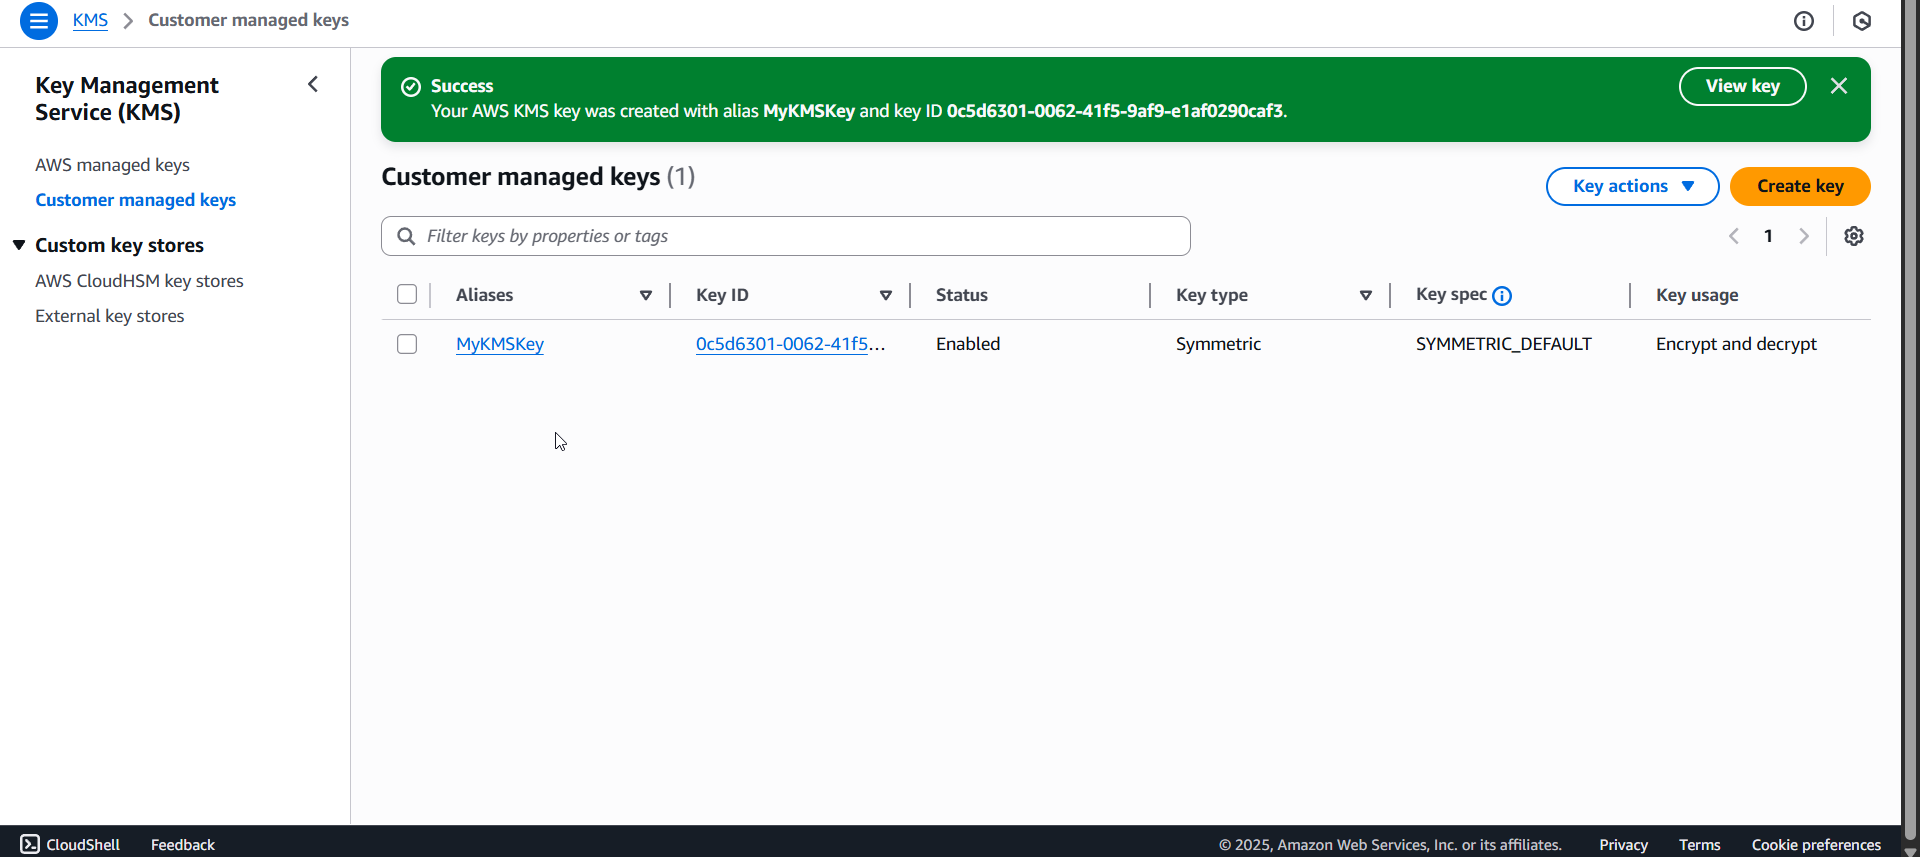 KMS > Customer managed keys
Key Management
Service (KMS)
AWS managed keys
Customer managed keys
Custom key stores
AWS CloudHSM key stores
External key stores
Success
Your AWS KMS key was created with alias MyKMSKey and key ID 0c5d6301-0062-41f5-9af9-e1af0290caf3.
View key
Customer managed keys (1)
Key actions
Create key
Filter keys by properties or tags
1
Aliases Key ID Status Key type Key spec Key usage
MyKMSKey 0c5d6301-0062-41f5... Enabled Symmetric SYMMETRIC_DEFAULT Encrypt and decrypt
CloudShell Feedback © 2025, Amazon Web Services, Inc. or its affiliates. Privacy Terms Cookie preferences